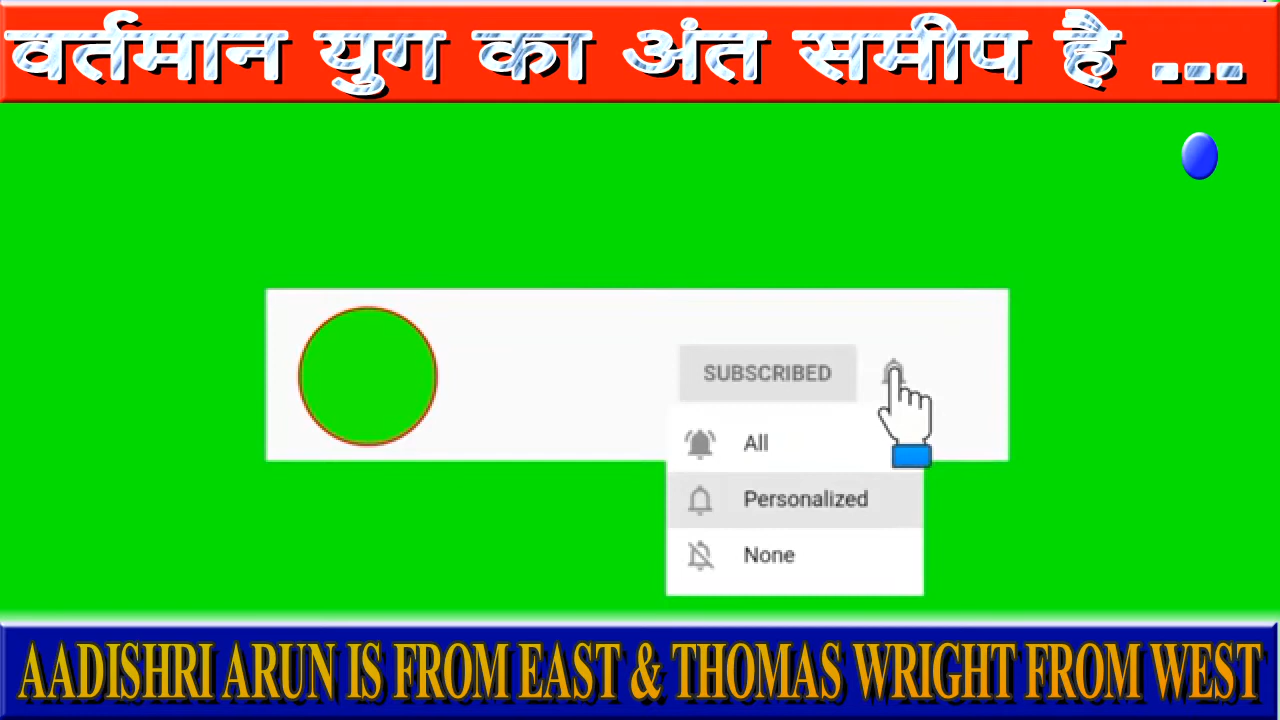 वर्तमान युग का अंत समीप है ...
SUBSCRIBED
All
Personalized
None
AADISHRI ARUN IS FROM EAST & THOMAS WRIGHT FROM WEST